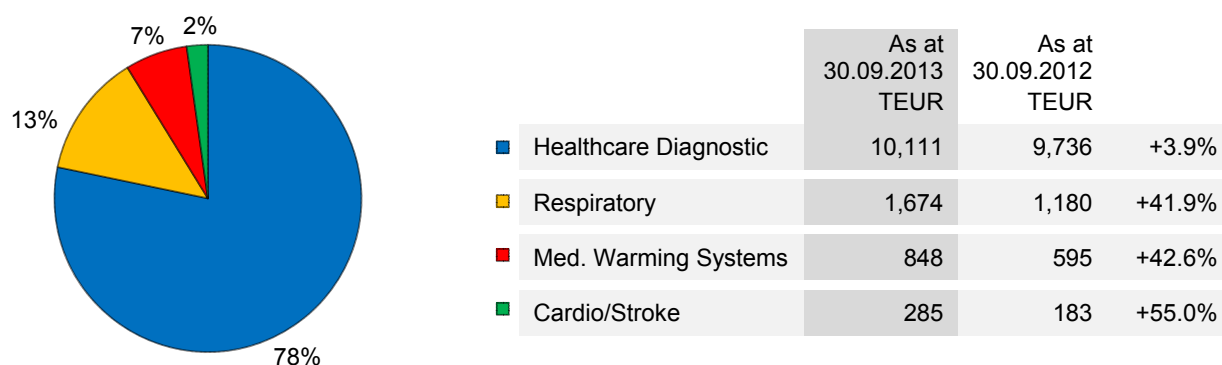 7% 2%
13%
78%
As at As at
30.09.2013 30.09.2012
TEUR TEUR
Healthcare Diagnostic 10,111 9,736 +3.9%
Respiratory 1,674 1,180 +41.9%
Med. Warming Systems 848 595 +42.6%
Cardio/Stroke 285 183 +55.0%